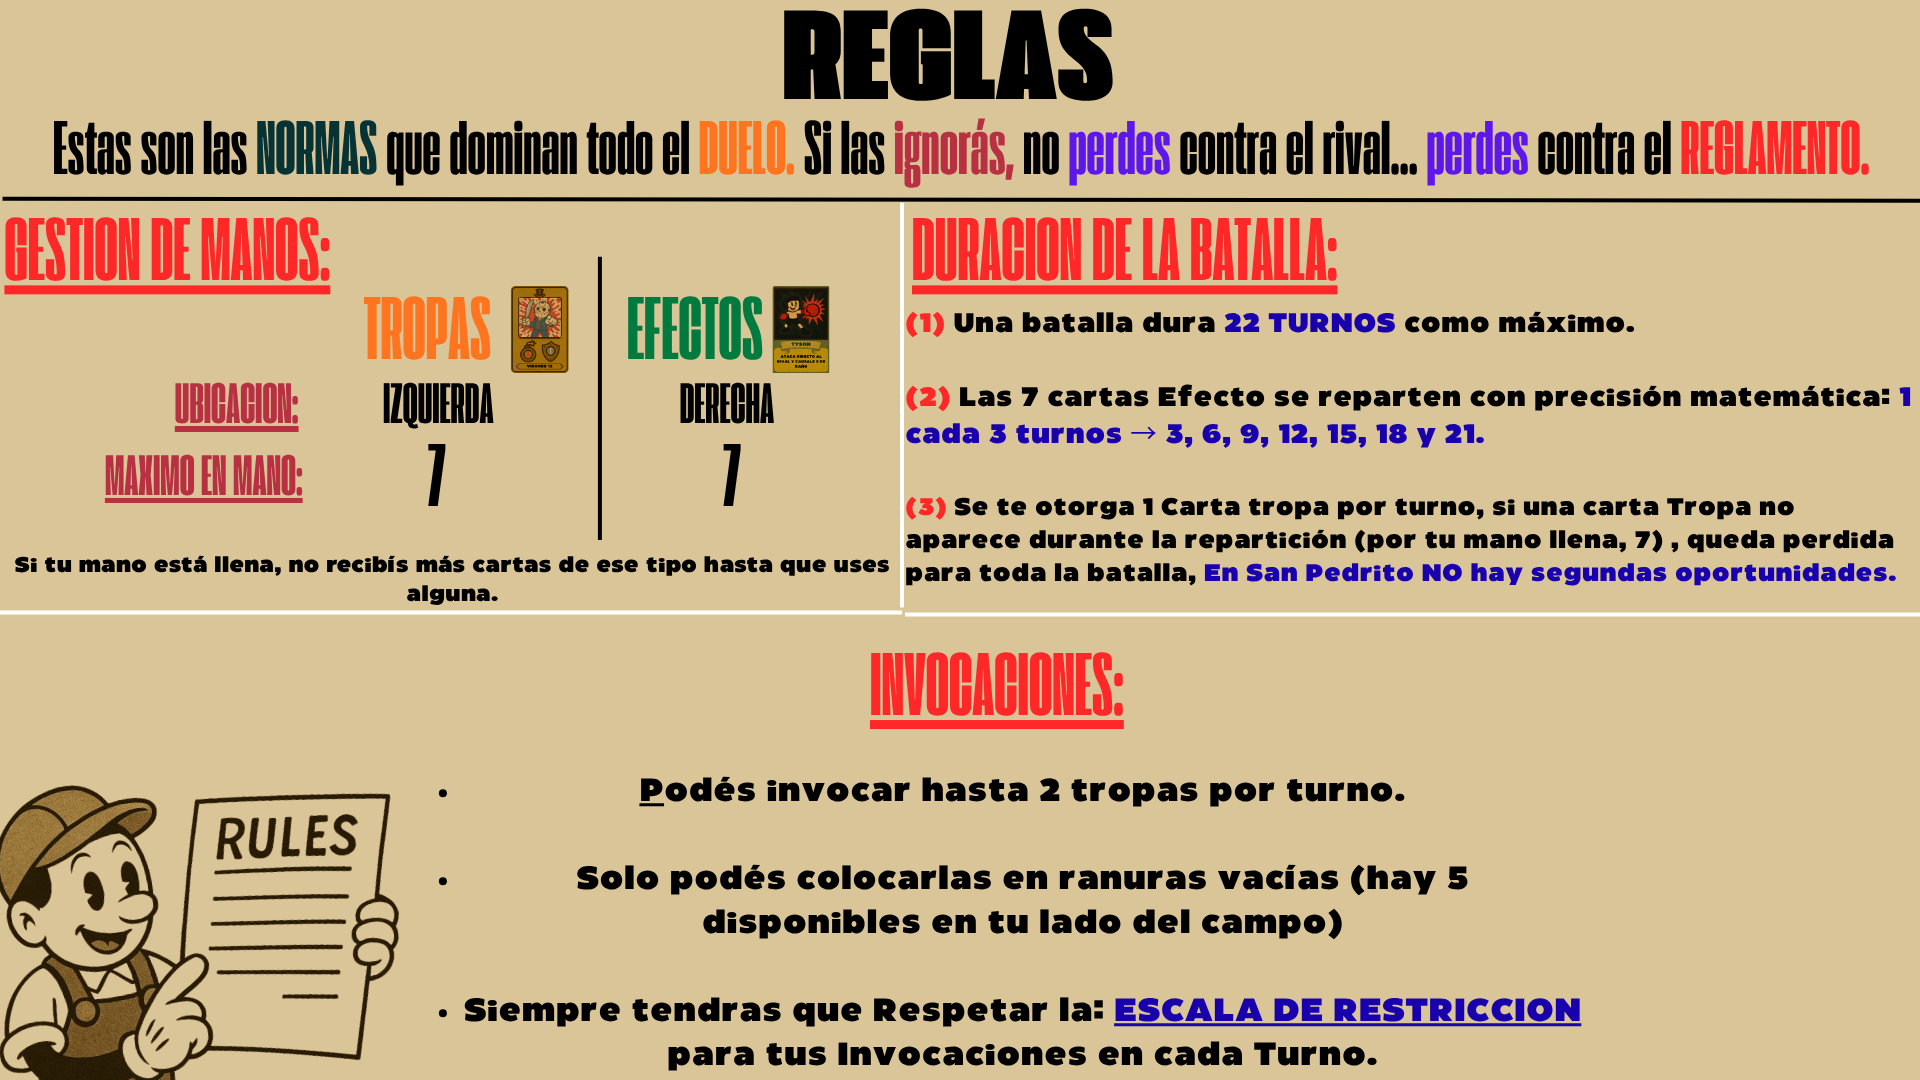 REGLAS
Estas son las NORMAS que dominan todo el DUELO. Si las ignorás, no perdes contra el rival... perdes contra el REGLAMENTO.
GESTION DE MANOS:
TROPAS
EFECTOS
VIERNES 13
TYSON
ATACA DIRECTO AL
RIVAL Y CAUSALE 5 DE
DAÑO
UBICACION:
IZQUIERDA
DERECHA
MAXIMO EN MANO:
7
7
Si tu mano está llena, no recibís más cartas de ese tipo hasta que uses
alguna.
DURACION DE LA BATALLA:
(1) Una batalla dura 22 TURNOS como máximo.
(2) Las 7 cartas Efecto se reparten con precisión matemática: 1
cada 3 turnos → 3, 6, 9, 12, 15, 18 y 21.
(3) Se te otorga 1 Carta tropa por turno, si una carta Tropa no
aparece durante la repartición (por tu mano llena, 7) , queda perdida
para toda la batalla, En San Pedrito NO hay segundas oportunidades.
INVOCACIONES:
• Podés invocar hasta 2 tropas por turno.
• Solo podés colocarlas en ranuras vacías (hay 5
disponibles en tu lado del campo)
• Siempre tendras que Respetar la: ESCALA DE RESTRICCION
para tus Invocaciones en cada Turno.
RULES